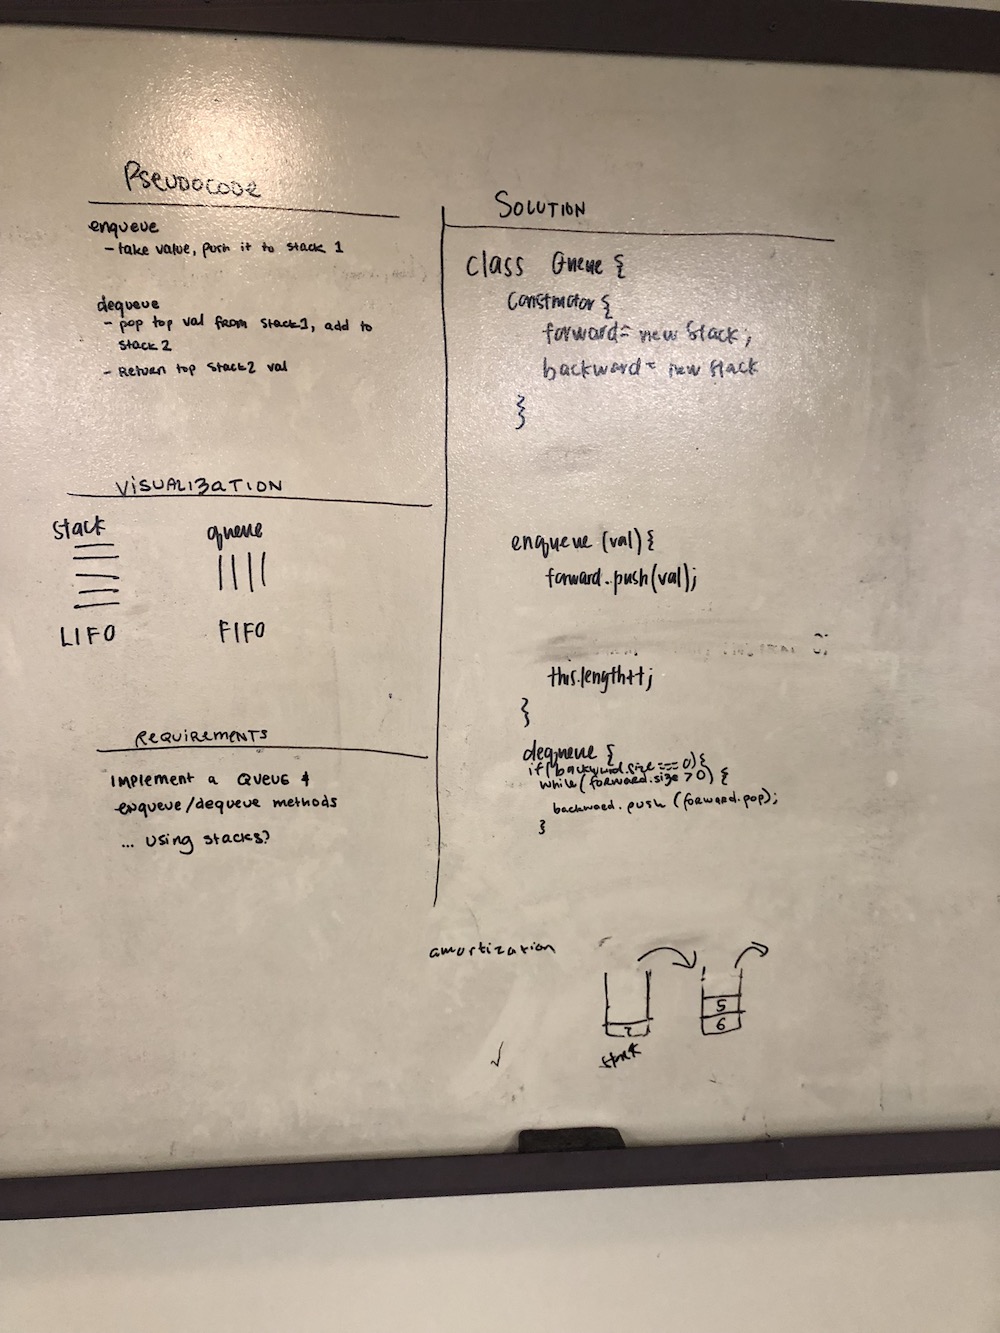 Pseudocode
enqueue
- take value, push it to stack 1
dequeue
- pop top val from stack1, add to
stack2
- Return top stack2 val
Visualization
stack
queue
LIFO
FIFO
Requirements
Implement a Queue &
enqueue/dequeue methods
... using stacks?
Solution
class Queue {
constructor {
forward = new Stack;
backward = new Stack
}
enqueue (val) {
forward.push(val);
this.length++;
}
dequeue {
if (backward.size === 0) {
while (forward.size > 0) {
backward.push (forward.pop);
}
amortization
7
5
6
stack